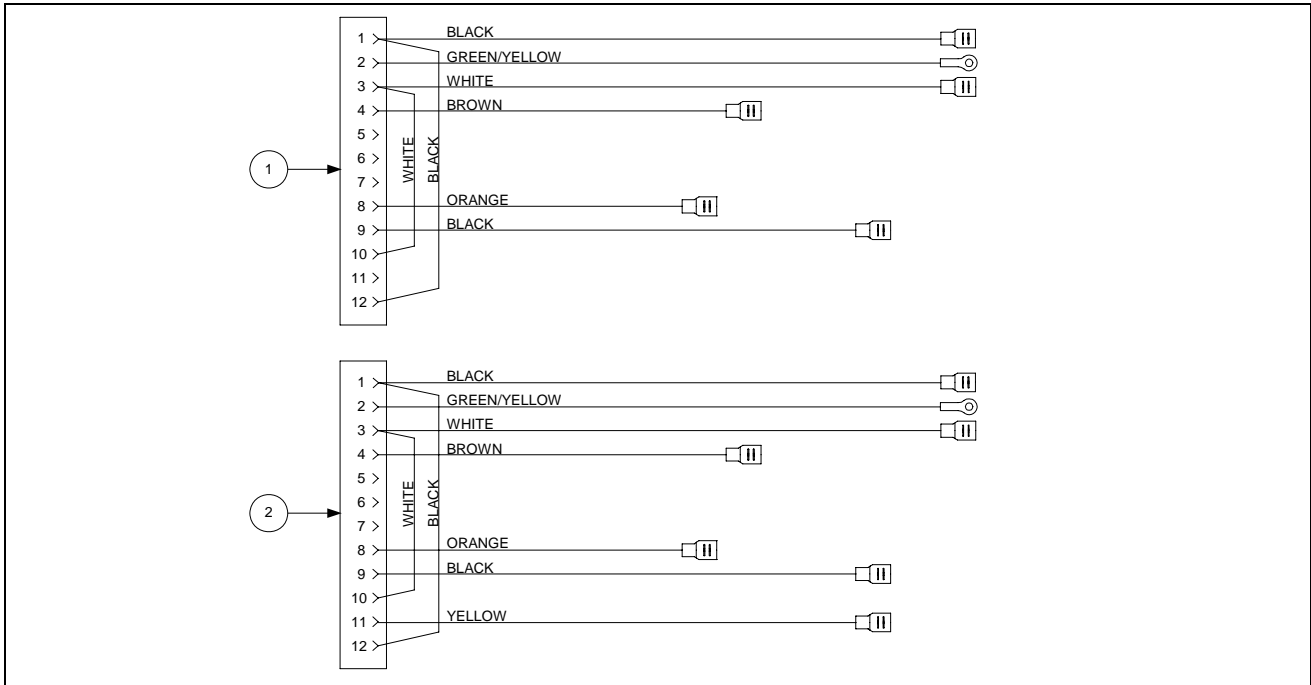 1 BLACK
2 GREEN/YELLOW
3 WHITE
4 BROWN
5
6
7
8 ORANGE
9 BLACK
10
11
12
WHITE
BLACK
1
1 BLACK
2 GREEN/YELLOW
3 WHITE
4 BROWN
5
6
7
8 ORANGE
9 BLACK
10
11 YELLOW
12
WHITE
BLACK
2